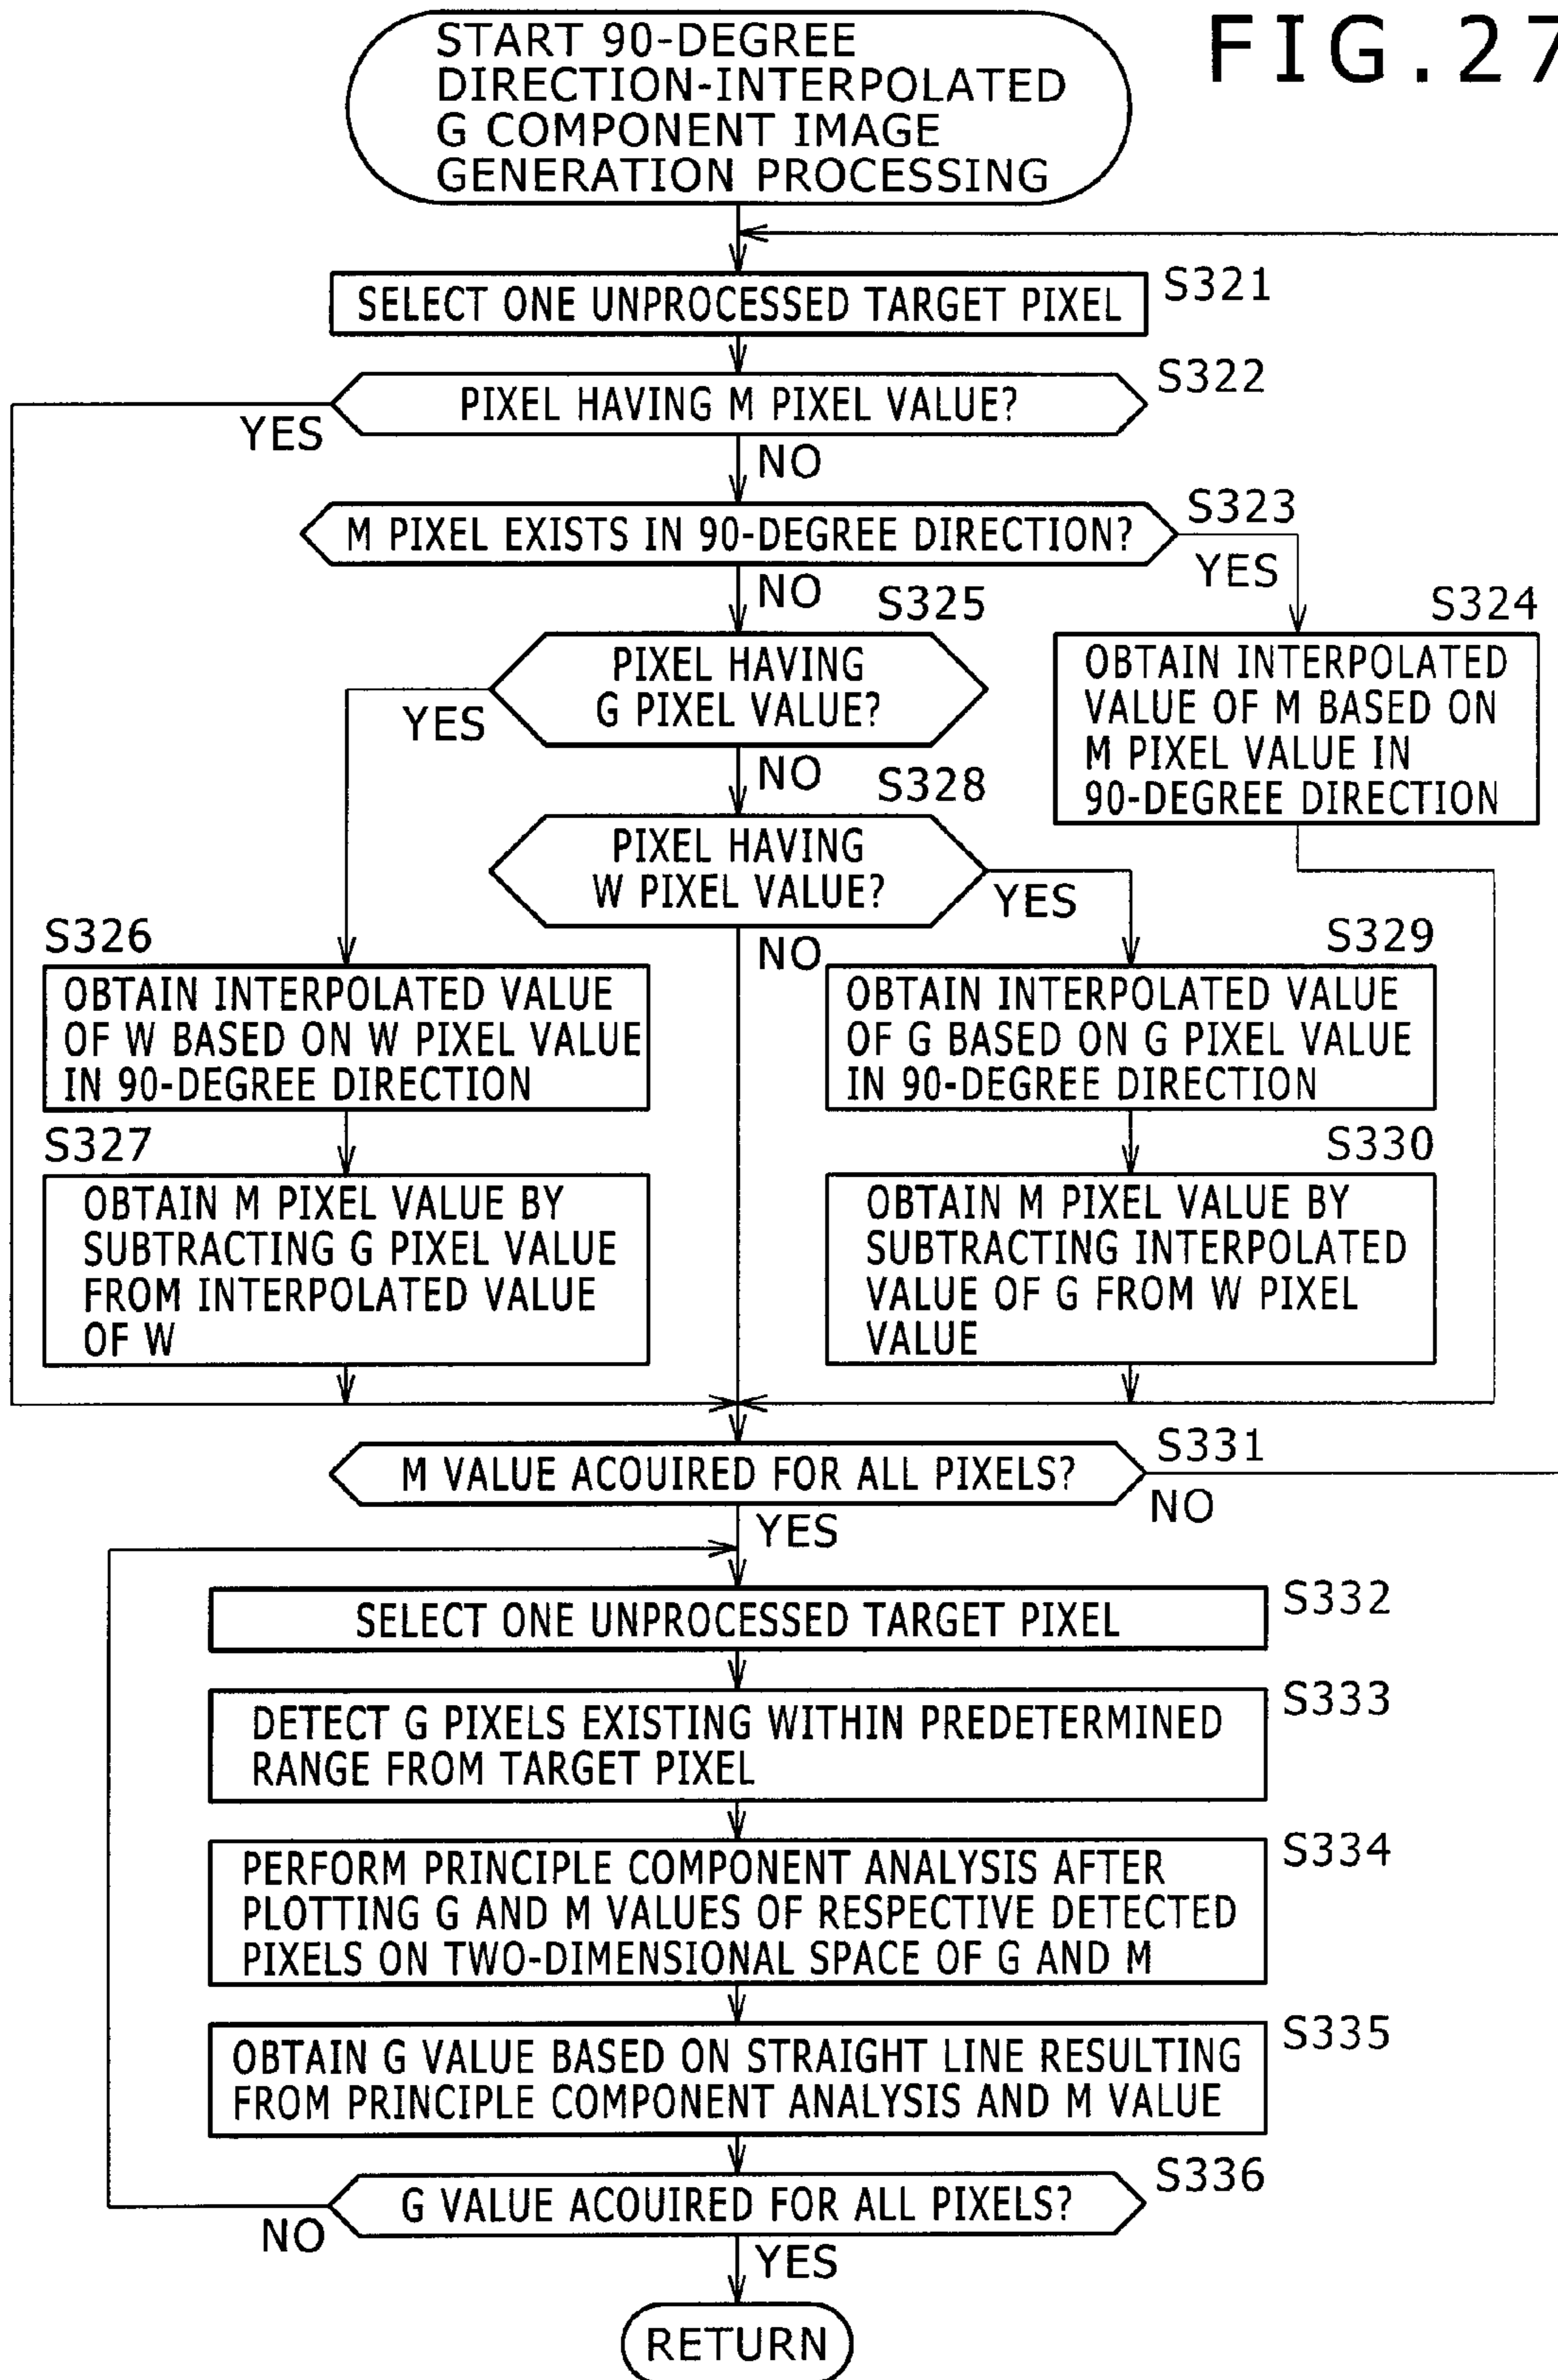 FIG.27
START 90-DEGREE
DIRECTION-INTERPOLATED
G COMPONENT IMAGE
GENERATION PROCESSING
SELECT ONE UNPROCESSED TARGET PIXEL
S321
PIXEL HAVING M PIXEL VALUE?
S322
YES
NO
M PIXEL EXISTS IN 90-DEGREE DIRECTION?
S323
YES
NO
S324
OBTAIN INTERPOLATED
VALUE OF M BASED ON
M PIXEL VALUE IN
90-DEGREE DIRECTION
S325
PIXEL HAVING
G PIXEL VALUE?
YES
NO
S328
PIXEL HAVING
W PIXEL VALUE?
YES
NO
S326
OBTAIN INTERPOLATED VALUE
OF W BASED ON W PIXEL VALUE
IN 90-DEGREE DIRECTION
S327
OBTAIN M PIXEL VALUE BY
SUBTRACTING G PIXEL VALUE
FROM INTERPOLATED VALUE
OF W
S329
OBTAIN INTERPOLATED VALUE
OF G BASED ON G PIXEL VALUE
IN 90-DEGREE DIRECTION
S330
OBTAIN M PIXEL VALUE BY
SUBTRACTING INTERPOLATED
VALUE OF G FROM W PIXEL
VALUE
M VALUE ACOUIRED FOR ALL PIXELS?
S331
NO
YES
SELECT ONE UNPROCESSED TARGET PIXEL
S332
DETECT G PIXELS EXISTING WITHIN PREDETERMINED
RANGE FROM TARGET PIXEL
S333
PERFORM PRINCIPLE COMPONENT ANALYSIS AFTER
PLOTTING G AND M VALUES OF RESPECTIVE DETECTED
PIXELS ON TWO-DIMENSIONAL SPACE OF G AND M
S334
OBTAIN G VALUE BASED ON STRAIGHT LINE RESULTING
FROM PRINCIPLE COMPONENT ANALYSIS AND M VALUE
S335
G VALUE ACOUIRED FOR ALL PIXELS?
S336
NO
YES
RETURN